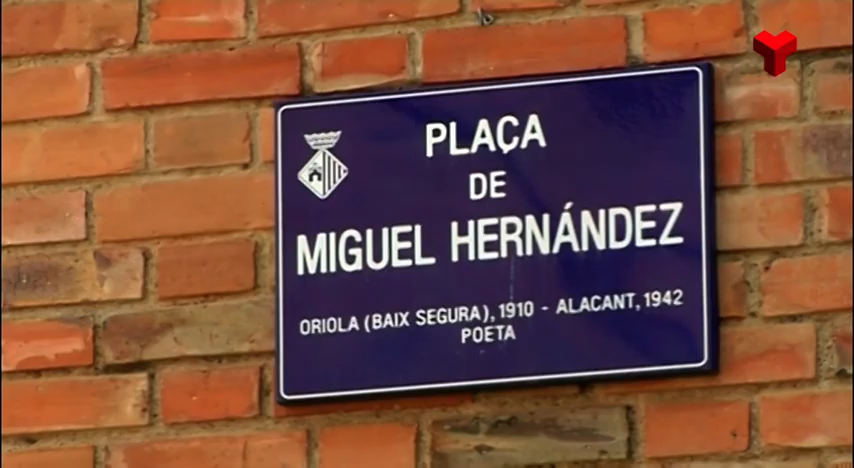 PLAÇA
DE
MIGUEL HERNÁNDEZ
ORIOLA (BAIX SEGURA), 1910 - ALACANT, 1942
POETA